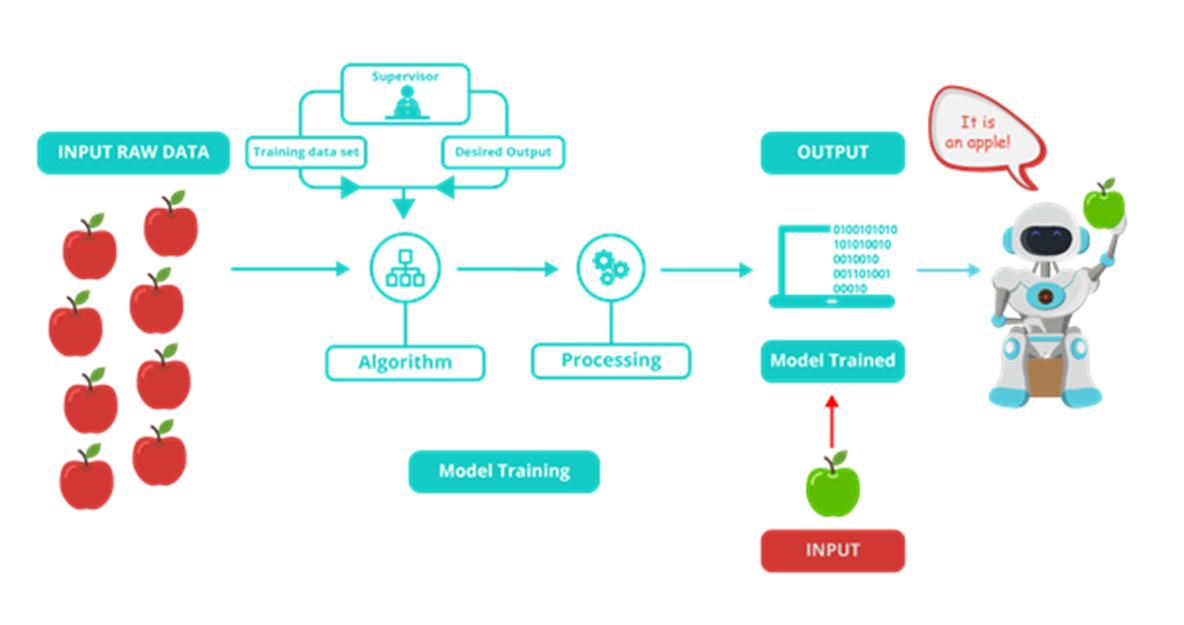 Supervisor
INPUT RAW DATA
Training data set
Desired Output
OUTPUT
It is
an apple!
0100101010
101010010
0010010
001101001
00010
Algorithm
Processing
Model Trained
Model Training
INPUT